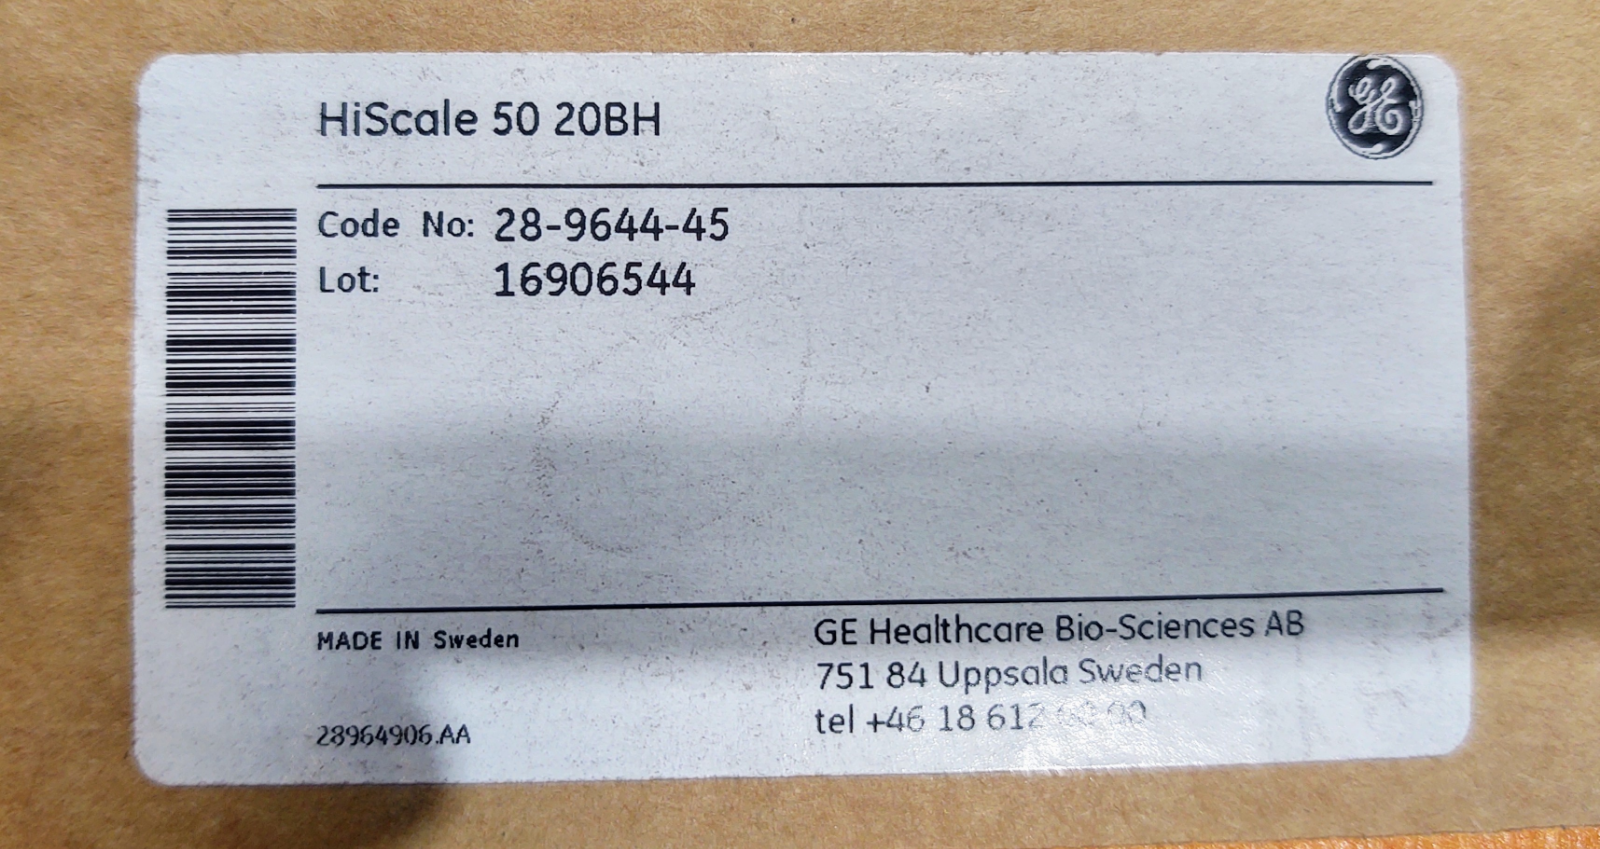 HiScale 50 20BH
GE
Code No: 28-9644-45
Lot: 16906544
MADE IN Sweden
28964906.AA
GE Healthcare Bio-Sciences AB
751 84 Uppsala Sweden
tel +46 18 612